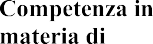 Competenza in
materia di